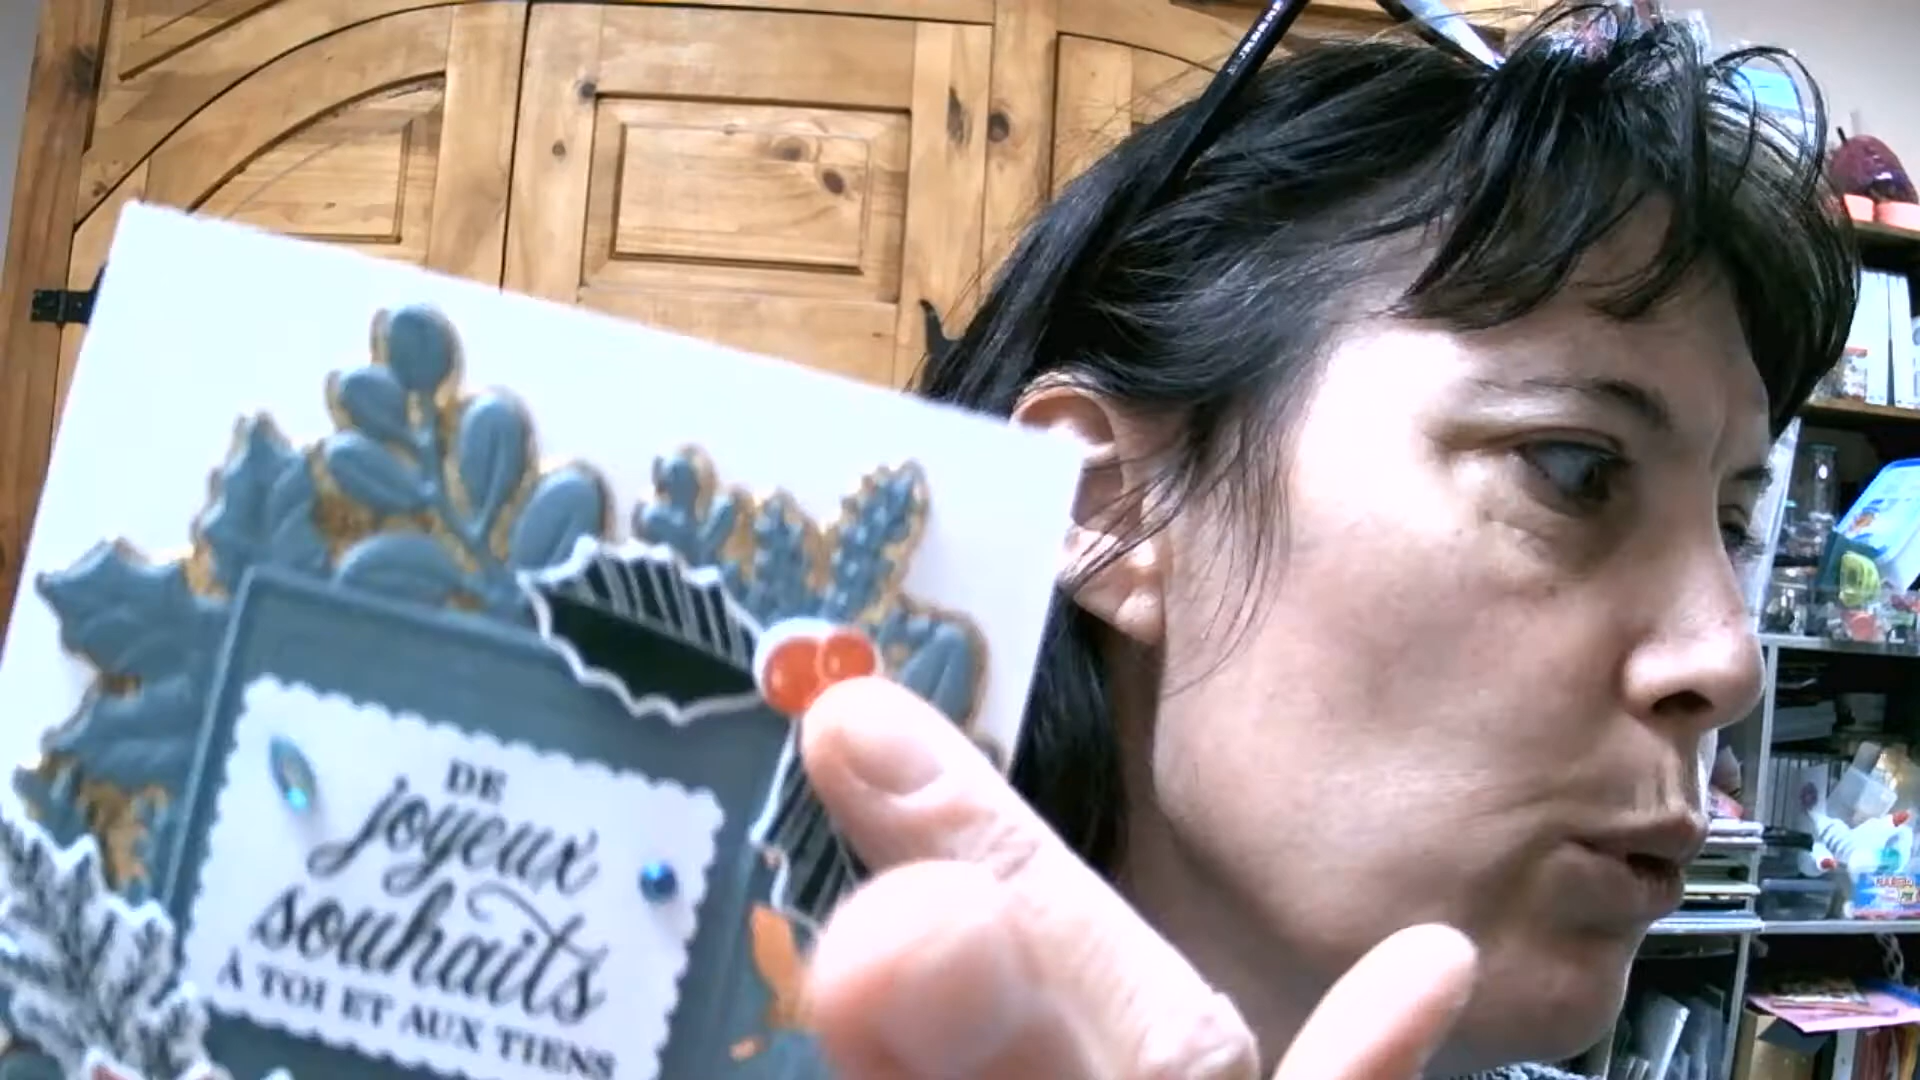 DE
joyeux
souhaits
À TOI ET AUX TIENS